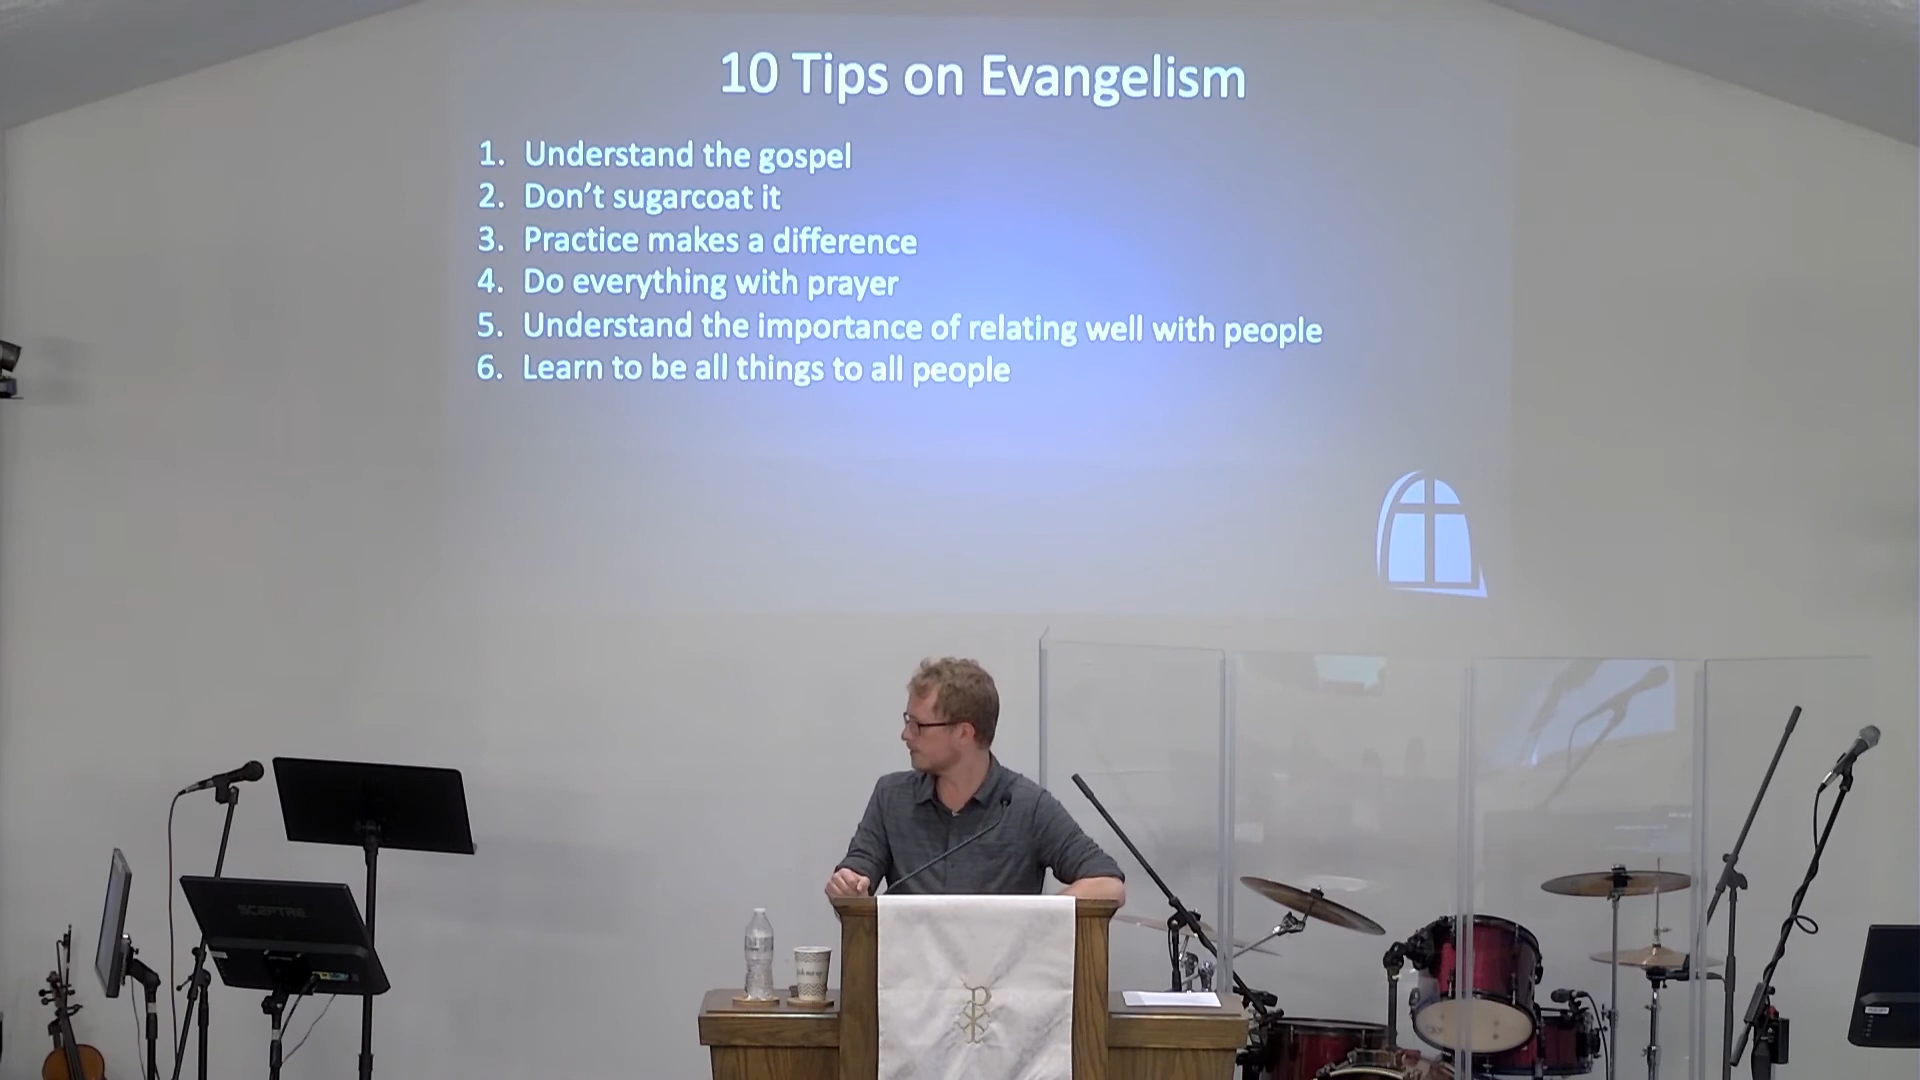 10 Tips on Evangelism
1. Understand the gospel
2. Don't sugarcoat it
3. Practice makes a difference
4. Do everything with prayer
5. Understand the importance of relating well with people
6. Learn to be all things to all people
SCEPTRE